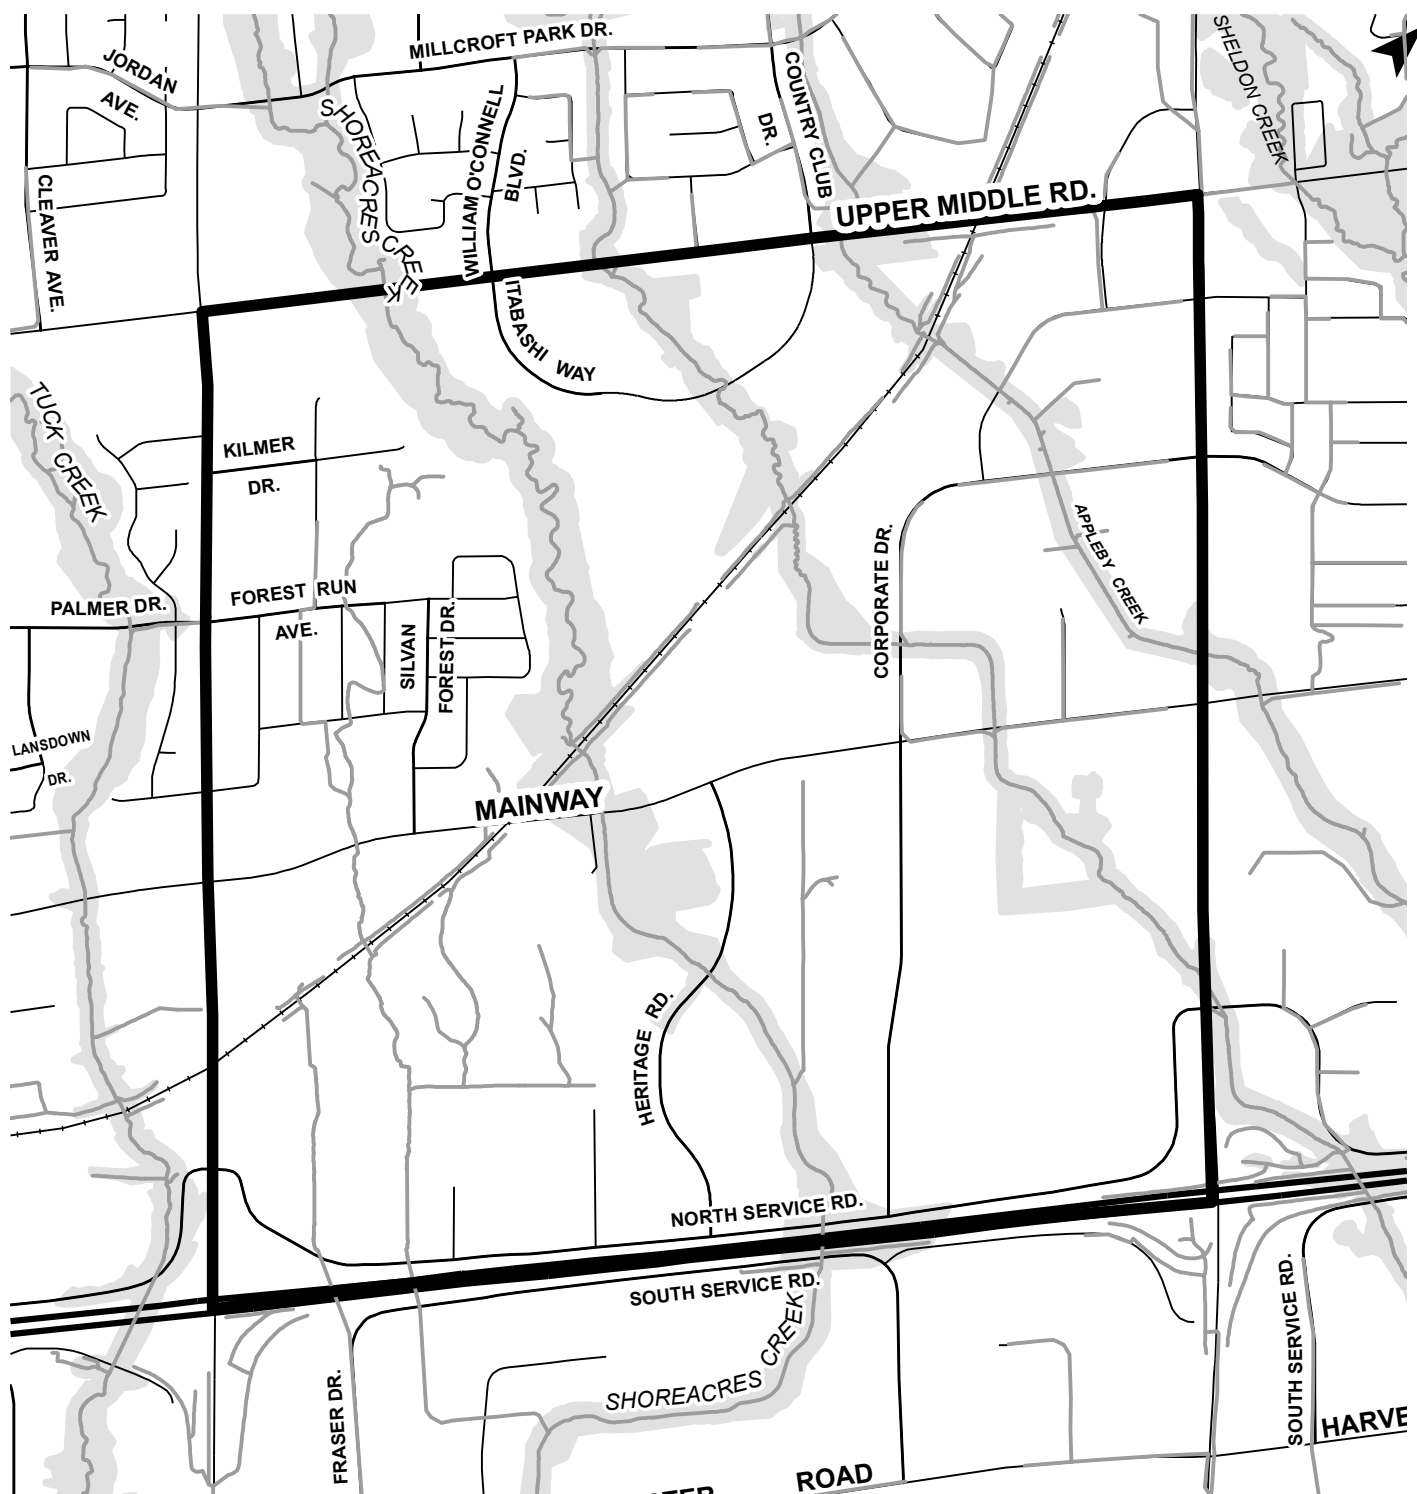 MILLCROFT PARK DR.
JORDAN
AVE.
SHOREACRES CREEK
WILLIAM O'CONNELL
BLVD.
DR.
COUNTRY CLUB
SHELDON CREEK
CLEAVER AVE.
UPPER MIDDLE RD.
ITABASHI WAY
TUCK CREEK
KILMER
DR.
APPLEBY CREEK
CORPORATE DR.
PALMER DR.
FOREST RUN
AVE.
SILVAN
FOREST DR.
LANSDOWN
DR.
MAINWAY
HERITAGE RD.
NORTH SERVICE RD.
SOUTH SERVICE RD.
SHOREACRES CREEK
FRASER DR.
SOUTH SERVICE RD.
HARVE
ROAD